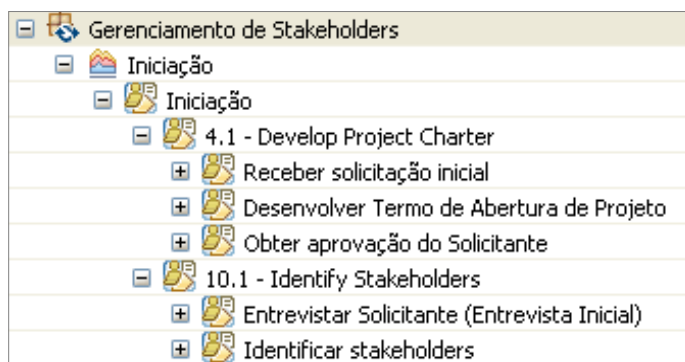 Gerenciamento de Stakeholders
Iniciação
Iniciação
4.1 - Develop Project Charter
Receber solicitação inicial
Desenvolver Termo de Abertura de Projeto
Obter aprovação do Solicitante
10.1 - Identify Stakeholders
Entrevistar Solicitante (Entrevista Inicial)
Identificar stakeholders